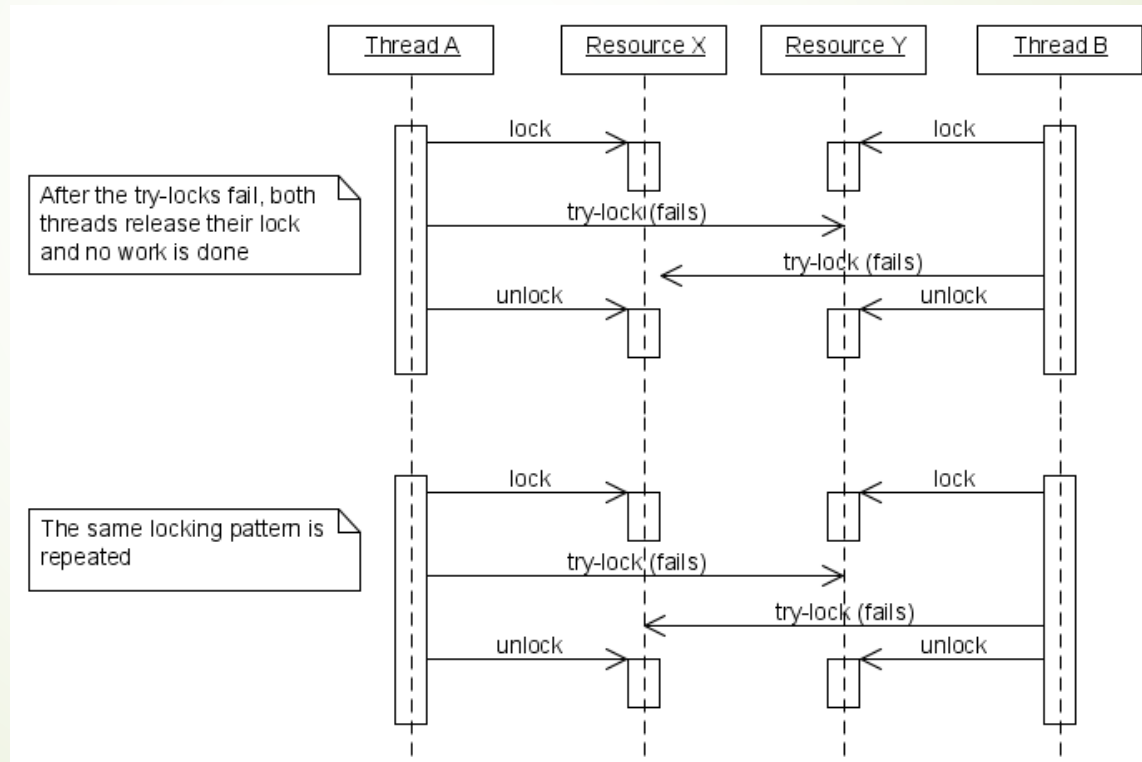 Thread A
Resource X
Resource Y
Thread B
lock
lock
After the try-locks fail, both
threads release their lock
and no work is done
try-lock (fails)
try-lock (fails)
unlock
unlock
lock
lock
The same locking pattern is
repeated
try-lock (fails)
try-lock (fails)
unlock
unlock